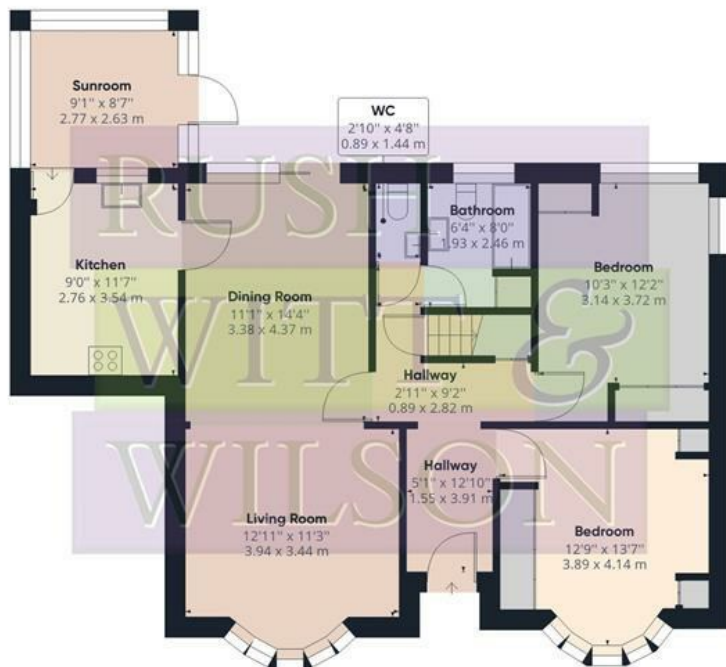 Sunroom
9'1" x 8'7"
2.77 x 2.63 m
WC
2'10" x 4'8"
0.89 x 1.44 m
RUSH
WITT &
WILSON
Kitchen
9'0" x 11'7"
2.76 x 3.54 m
Dining Room
11'1" x 14'4"
3.38 x 4.37 m
Bathroom
6'4" x 8'0"
1.93 x 2.46 m
Bedroom
10'3" x 12'2"
3.14 x 3.72 m
Hallway
2'11" x 9'2"
0.89 x 2.82 m
Hallway
5'1" x 12'10"
1.55 x 3.91 m
Living Room
12'11" x 11'3"
3.94 x 3.44 m
Bedroom
12'9" x 13'7"
3.89 x 4.14 m